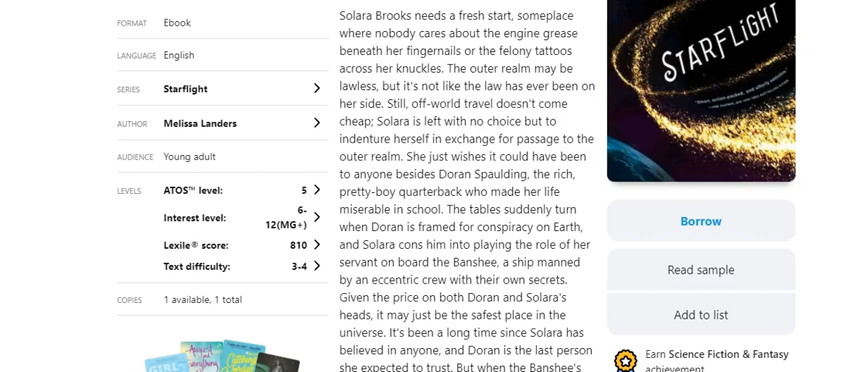 FORMAT Ebook
LANGUAGE English
SERIES Starflight
AUTHOR Melissa Landers
AUDIENCE Young adult
LEVELS ATOS™ level: 5
Interest level: 6-
12(MG+)
Lexile® score: 810
Text difficulty: 3-4
COPIES 1 available, 1 total
Solara Brooks needs a fresh start, someplace
where nobody cares about the engine grease
beneath her fingernails or the felony tattoos
across her knuckles. The outer realm may be
lawless, but it's not like the law has ever been on
her side. Still, off-world travel doesn't come
cheap; Solara is left with no choice but to
indenture herself in exchange for passage to the
outer realm. She just wishes it could have been
to anyone besides Doran Spaulding, the rich,
pretty-boy quarterback who made her life
miserable in school. The tables suddenly turn
when Doran is framed for conspiracy on Earth,
and Solara cons him into playing the role of her
servant on board the Banshee, a ship manned
by an eccentric crew with their own secrets.
Given the price on both Doran and Solara's
heads, it may just be the safest place in the
universe. It's been a long time since Solara has
believed in anyone, and Doran is the last person
she expected to trust. But when the Banshee's
STARFLIGHT
"Smart, action-packed, and utterly
Borrow
Read sample
Add to list
Earn Science Fiction & Fantasy
achievement